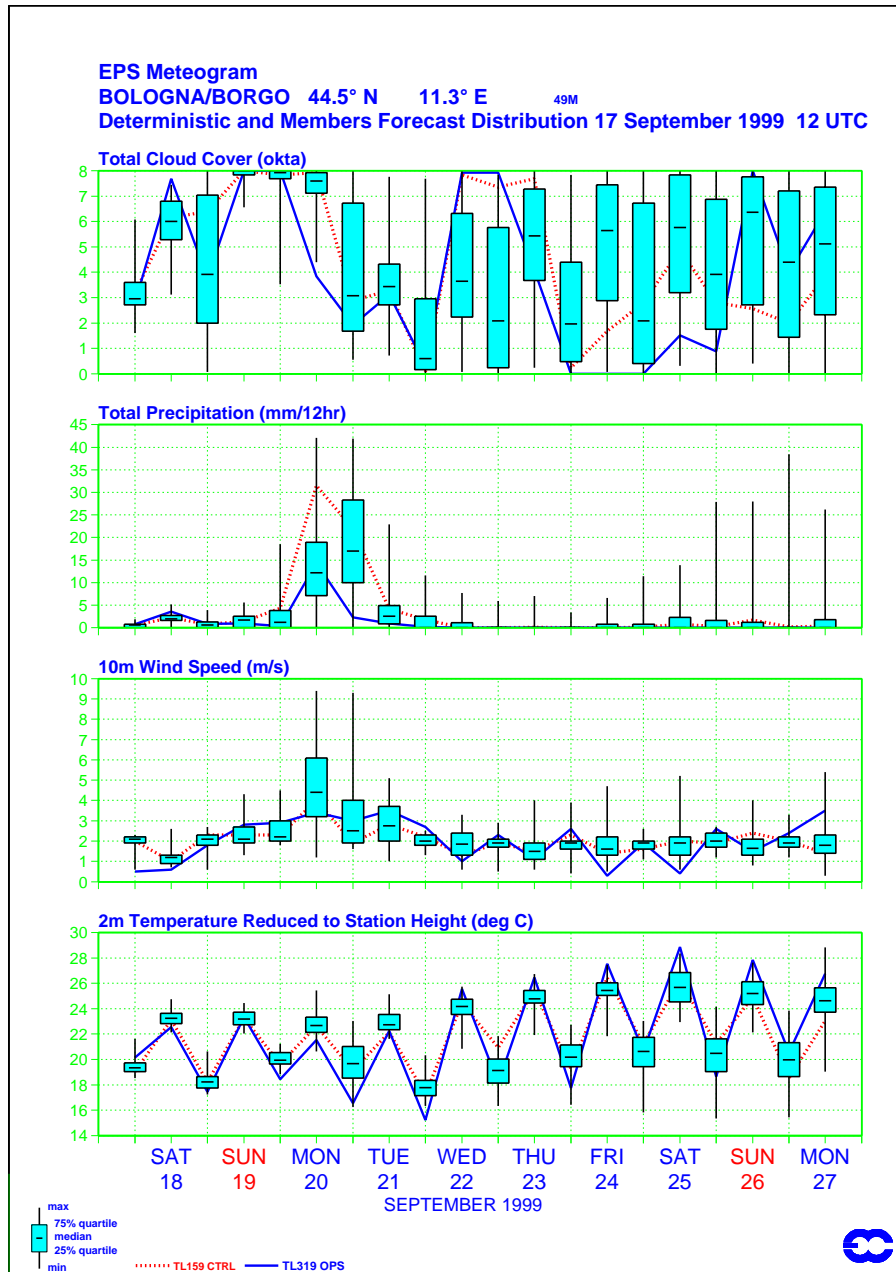 EPS Meteogram
BOLOGNA/BORGO 44.5° N 11.3° E 49M
Deterministic and Members Forecast Distribution 17 September 1999 12 UTC
Total Cloud Cover (okta)
8
7
6
5
4
3
2
1
0
Total Precipitation (mm/12hr)
45
40
35
30
25
20
15
10
5
0
10m Wind Speed (m/s)
10
9
8
7
6
5
4
3
2
1
0
2m Temperature Reduced to Station Height (deg C)
30
28
26
24
22
20
18
16
14
SAT SUN MON TUE WED THU FRI SAT SUN MON
18 19 20 21 22 23 24 25 26 27
SEPTEMBER 1999
max
75% quartile
median
25% quartile
min
TL159 CTRL TL319 OPS